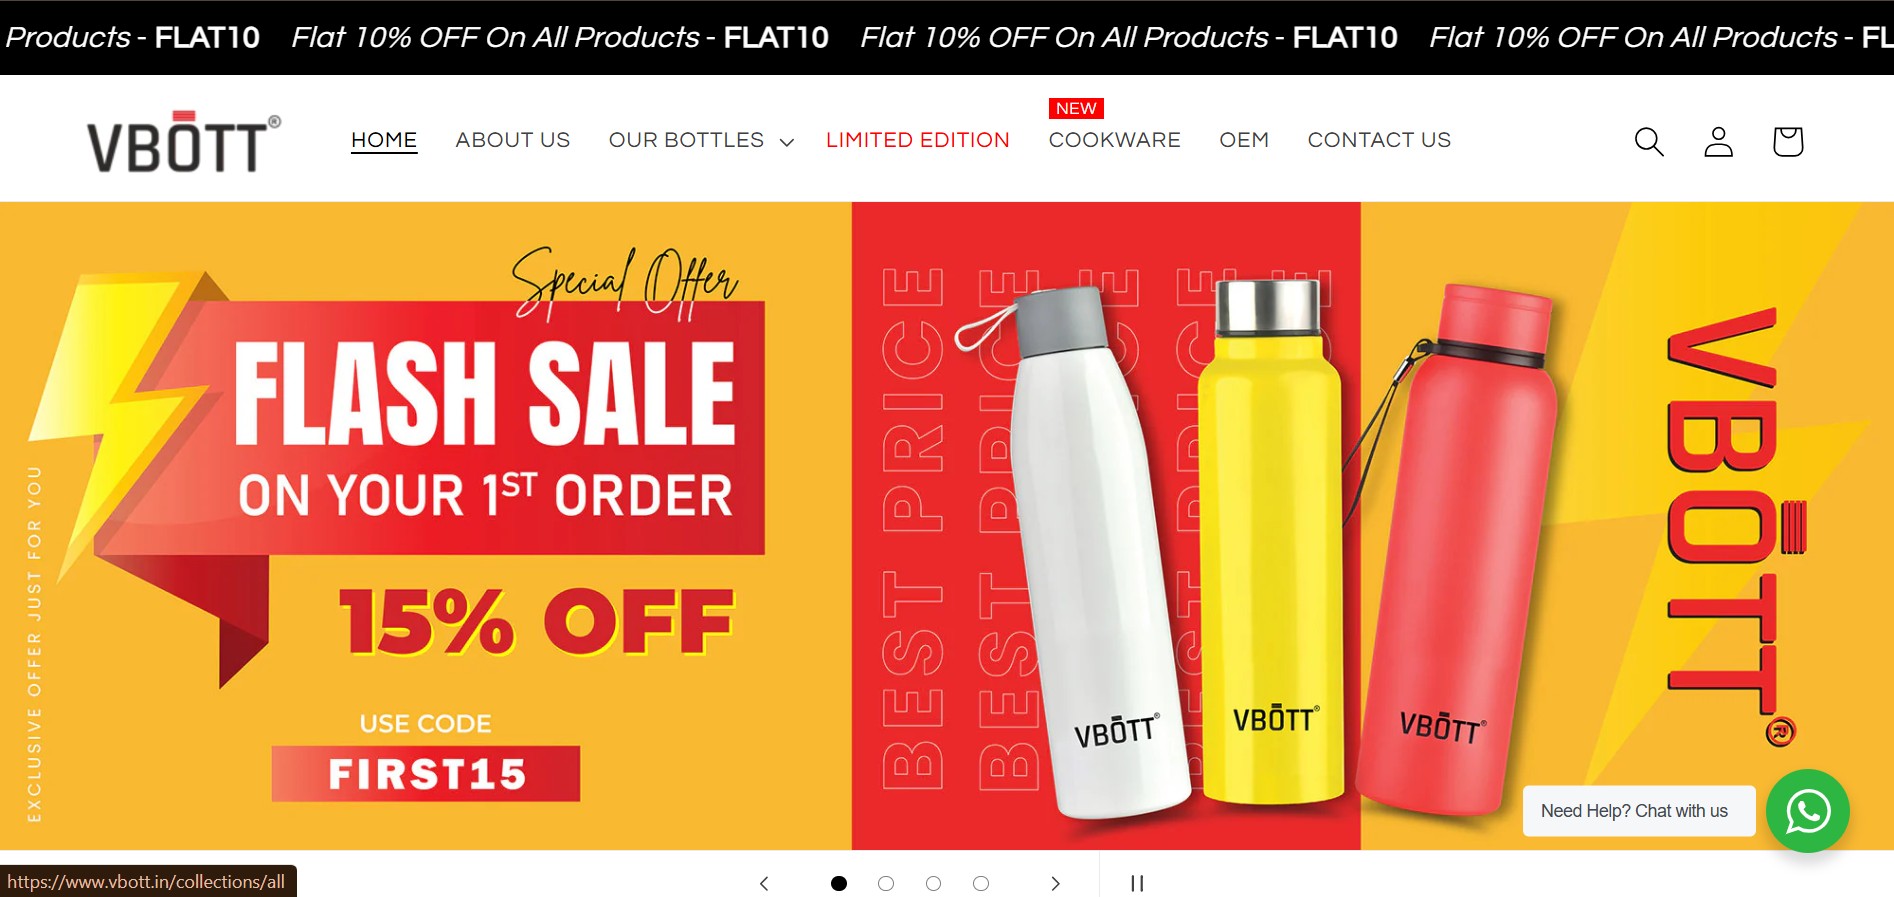 Products - FLAT10 Flat 10% OFF On All Products - FLAT10 Flat 10% OFF On All Products - FLAT10 Flat 10% OFF On All Products - FL
VBŌTT®
HOME ABOUT US OUR BOTTLES LIMITED EDITION NEW COOKWARE OEM CONTACT US
Special Offer
FLASH SALE
ON YOUR 1ST ORDER
15% OFF
USE CODE
FIRST15
EXCLUSIVE OFFER JUST FOR YOU
BEST PRICE
BEST PRICE
BEST PRICE
VBŌTT®
VBŌTT®
VBŌTT®
VBŌTT®
Need Help? Chat with us
https://www.vbott.in/collections/all